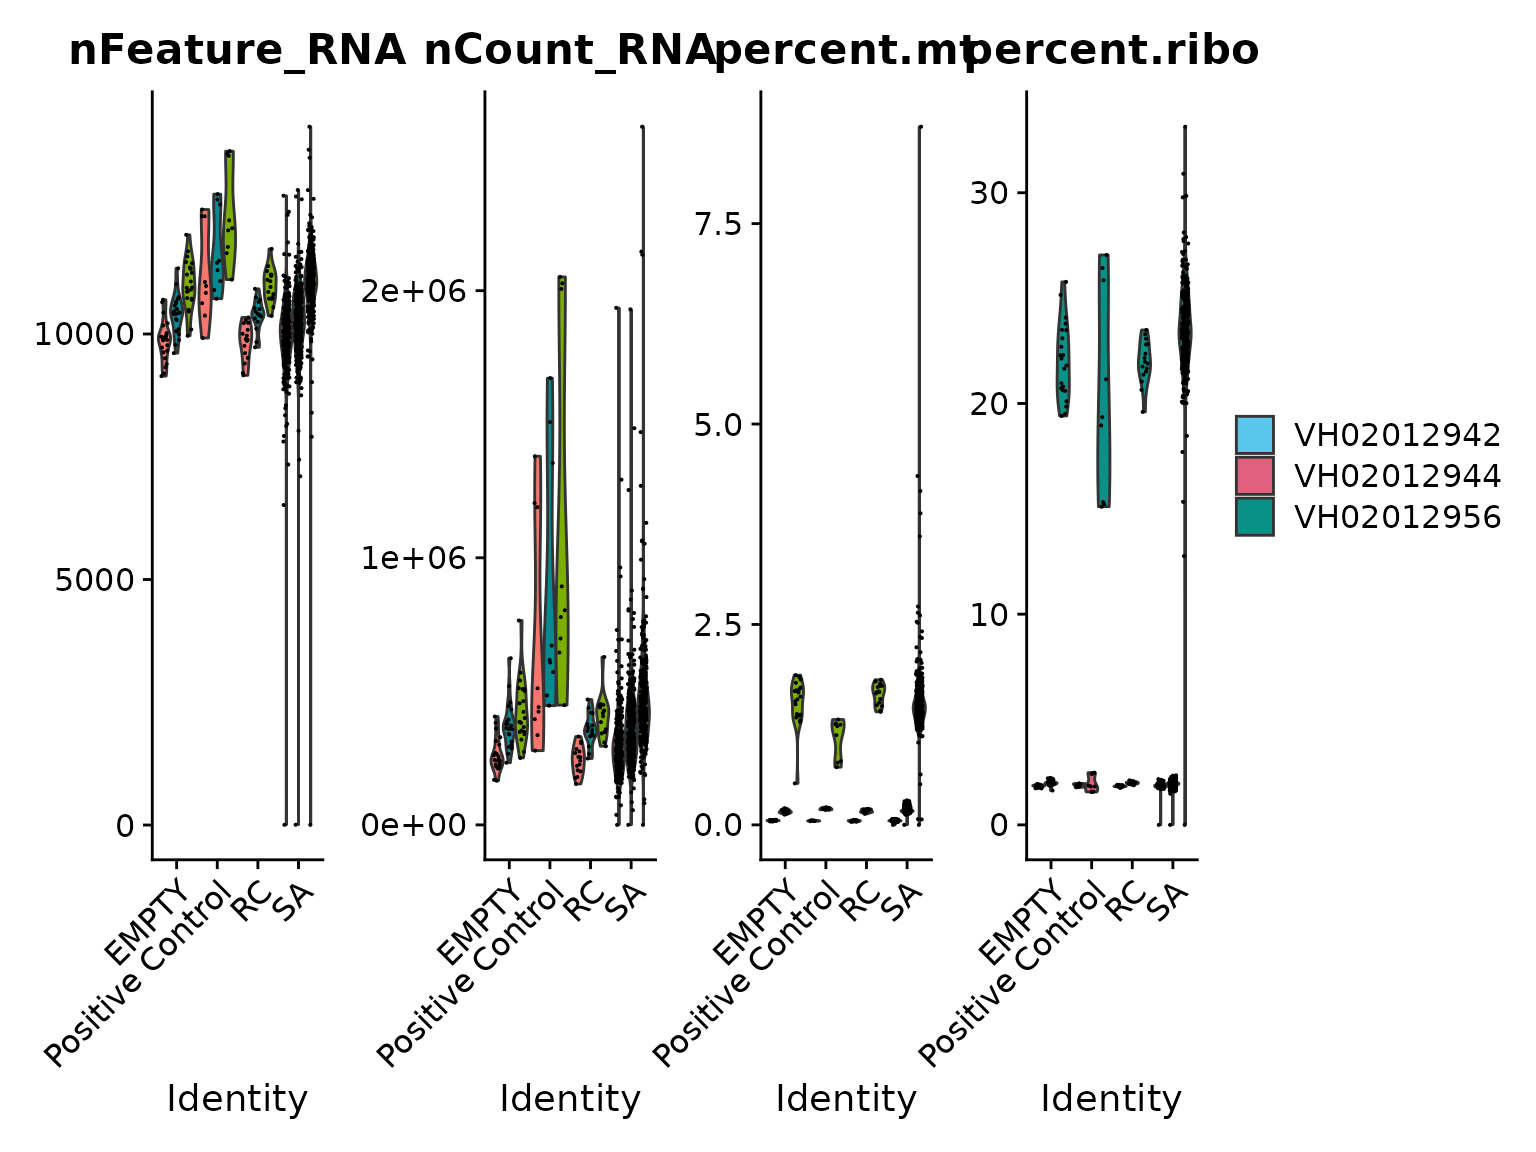 nFeature_RNA nCount_RNA percent.mt percent.ribo
10000
5000
0
2e+06
1e+06
0e+00
7.5
5.0
2.5
0.0
30
20
10
0
EMPTY
Positive Control
RC
SA
EMPTY
Positive Control
RC
SA
EMPTY
Positive Control
RC
SA
EMPTY
Positive Control
RC
SA
Identity
Identity
Identity
Identity
VH02012942
VH02012944
VH02012956